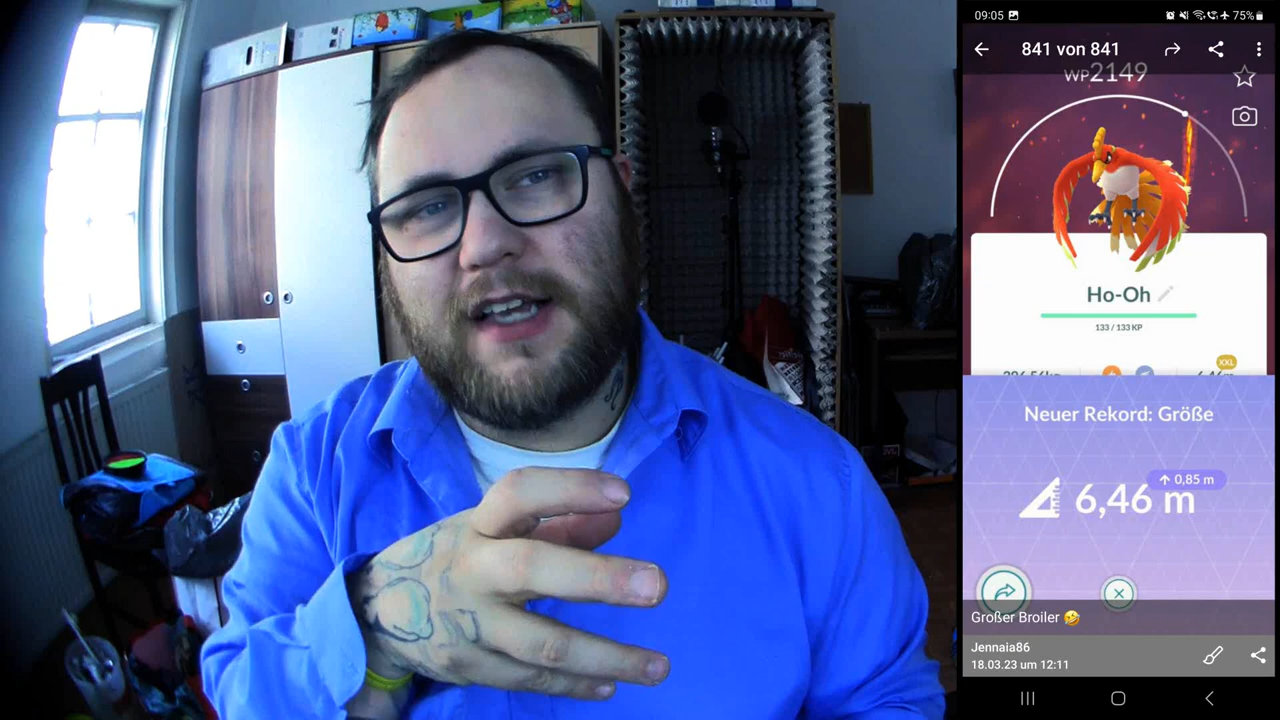 09:05
75%
841 von 841
WP2149
Ho-Oh
133 / 133 KP
XXL
Neuer Rekord: Größe
0,85 m
6,46 m
Großer Broiler 🤣
Jennaia86
18.03.23 um 12:11